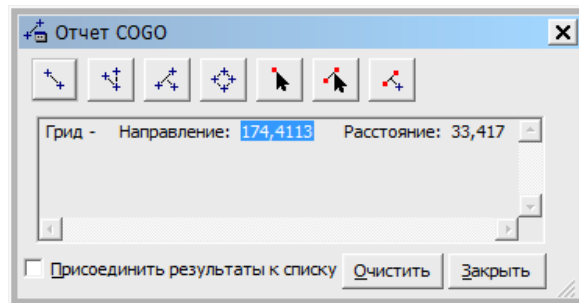 Отчет COGO
Грид - Направление: 174,4113 Расстояние: 33,417
Присоединить результаты к списку Очистить Закрыть